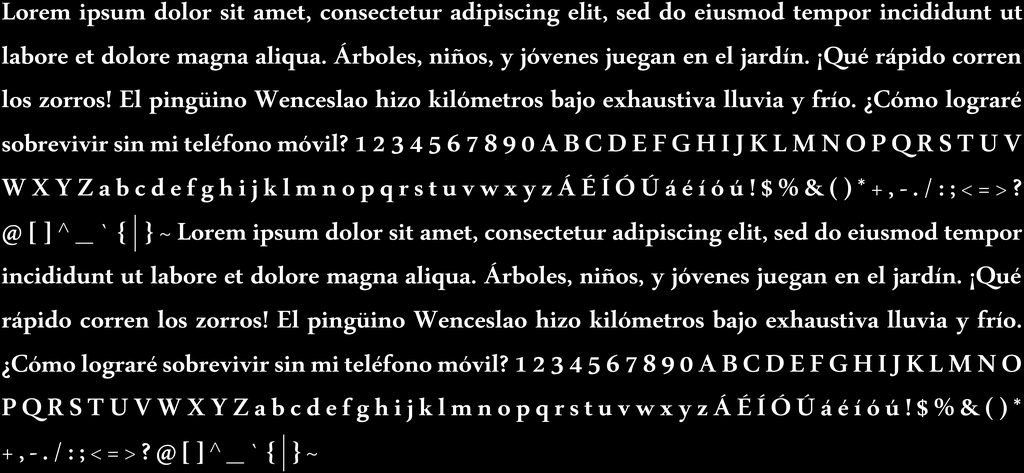 Lorem ipsum dolor sit amet, consectetur adipiscing elit, sed do eiusmod tempor incididunt ut
labore et dolore magna aliqua. Árboles, niños, y jóvenes juegan en el jardín. ¡Qué rápido corren
los zorros! El pingüino Wenceslao hizo kilómetros bajo exhaustiva lluvia y frío. ¿Cómo lograré
sobrevivir sin mi teléfono móvil? 1 2 3 4 5 6 7 8 9 0 A B C D E F G H I J K L M N O P Q R S T U V
W X Y Z a b c d e f g h i j k l m n o p q r s t u v w x y z Á É Í Ó Ú á é í ó ú ! $ % & ( ) * + , - . / : ; < = > ?
@ [ ] ^ _ ` { | } ~ Lorem ipsum dolor sit amet, consectetur adipiscing elit, sed do eiusmod tempor
incididunt ut labore et dolore magna aliqua. Árboles, niños, y jóvenes juegan en el jardín. ¡Qué
rápido corren los zorros! El pingüino Wenceslao hizo kilómetros bajo exhaustiva lluvia y frío.
¿Cómo lograré sobrevivir sin mi teléfono móvil? 1 2 3 4 5 6 7 8 9 0 A B C D E F G H I J K L M N O
P Q R S T U V W X Y Z a b c d e f g h i j k l m n o p q r s t u v w x y z Á É Í Ó Ú á é í ó ú ! $ % & ( ) *
+ , - . / : ; < = > ? @ [ ] ^ _ ` { | } ~